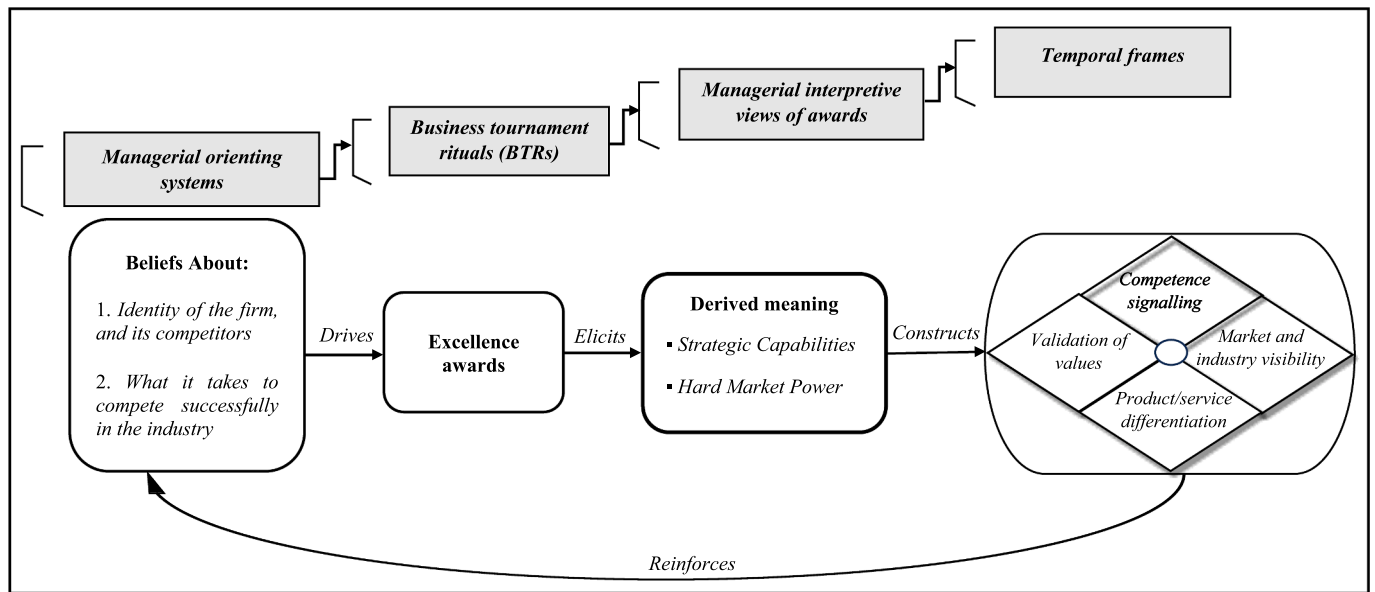 Temporal frames
Managerial interpretive
views of awards
Business tournament
rituals (BTRs)
Managerial orienting
systems
Beliefs About:
1. Identity of the firm,
and its competitors
2. What it takes to
compete successfully
in the industry
Drives
Excellence
awards
Elicits
Derived meaning
▪ Strategic Capabilities
▪ Hard Market Power
Constructs
Competence
signalling
Validation of
values
Market and
industry visibility
Product/service
differentiation
Reinforces